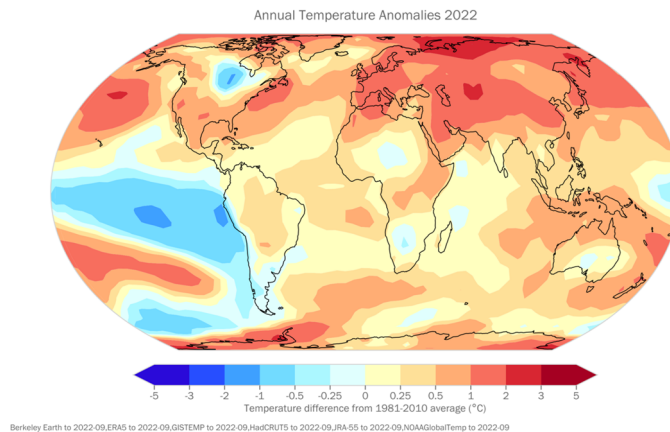 Annual Temperature Anomalies 2022
-5 -3 -2 -1 -0.5 -0.25 0 0.25 0.5 1 2 3 5
Temperature difference from 1981-2010 average (°C)
Berkeley Earth to 2022-09,ERA5 to 2022-09,GISTEMP to 2022-09,HadCRUT5 to 2022-09,JRA-55 to 2022-09,NOAAGlobalTemp to 2022-09